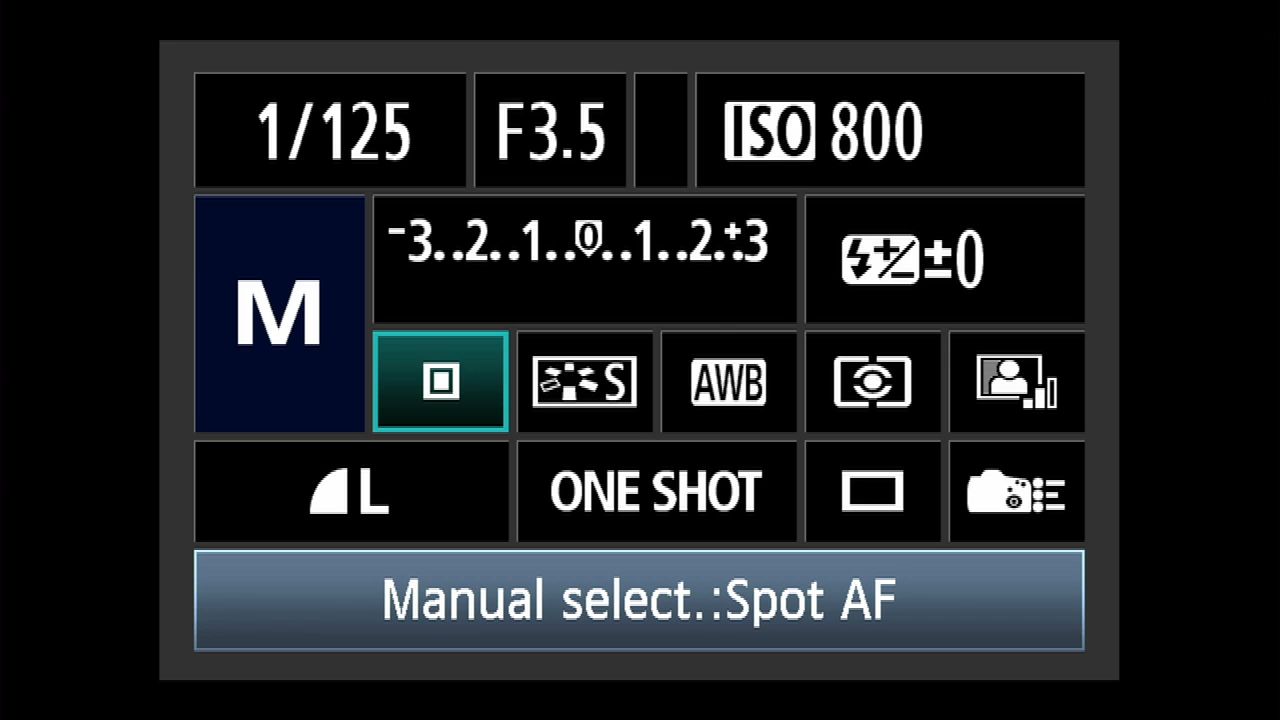 1/125 F3.5 ISO 800
M -3..2..1..0..1..2..+3 ±0
S AWB
L ONE SHOT
Manual select.:Spot AF